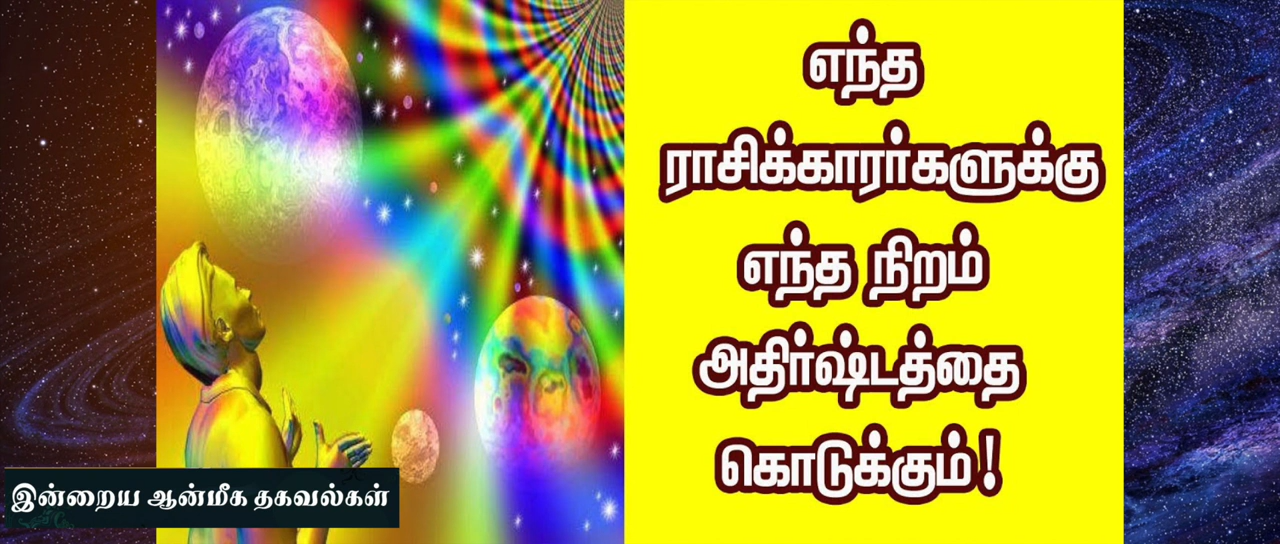 எந்த
ராசிக்காரர்களுக்கு
எந்த நிறம்
அதிர்ஷ்டத்தை
கொடுக்கும்!
இன்றைய ஆன்மீக தகவல்கள்